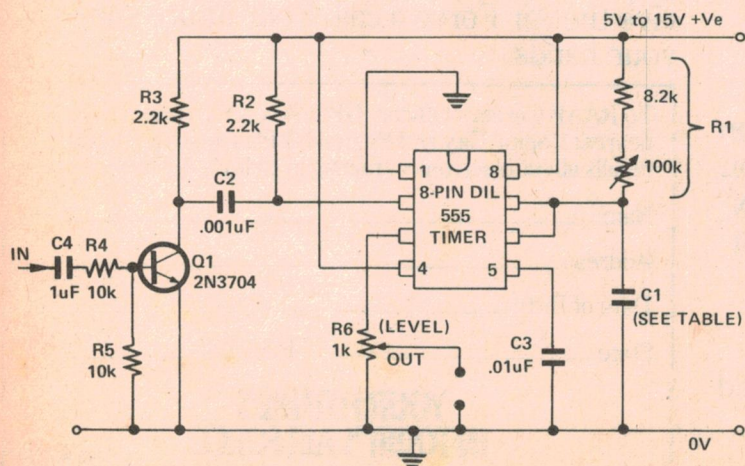 5V to 15V +Ve
R3
2.2k
R2
2.2k
8.2k
R1
100k
C2
.001uF
1
8
8-PIN DIL
555
TIMER
4
5
IN
C4
1uF
R4
10k
Q1
2N3704
R5
10k
R6
1k
(LEVEL)
OUT
C3
.01uF
C1
(SEE TABLE)
0V